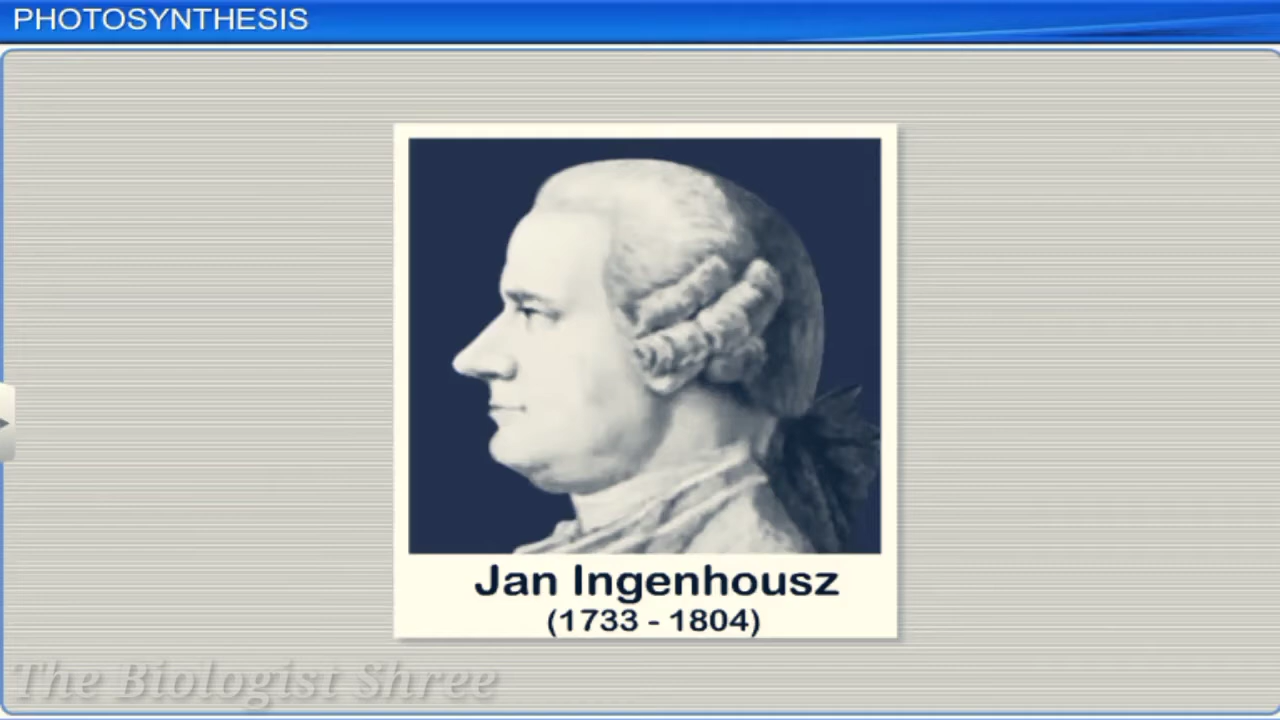 PHOTOSYNTHESIS
Jan Ingenhousz
(1733 - 1804)
The Biologist Shree